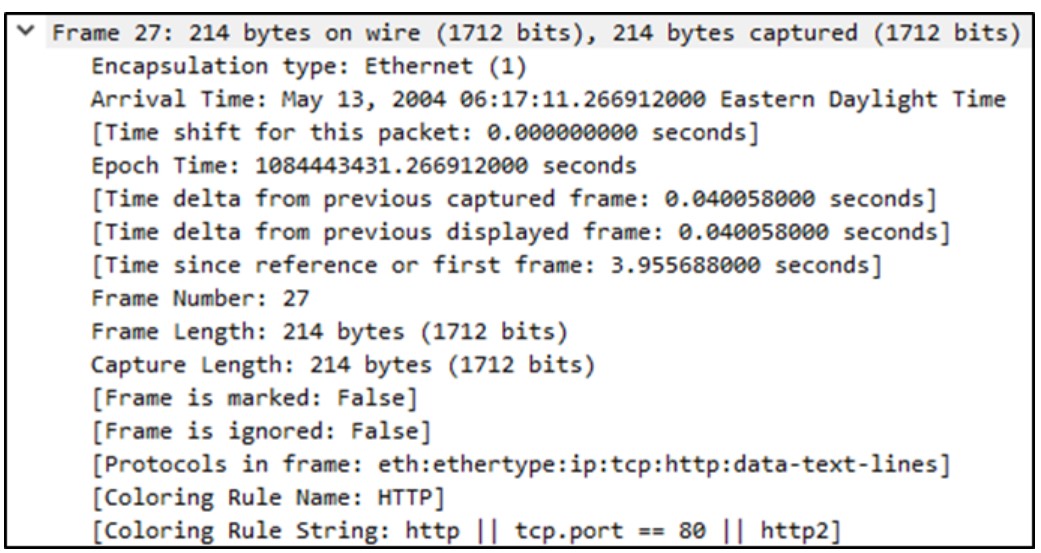 Frame 27: 214 bytes on wire (1712 bits), 214 bytes captured (1712 bits)
Encapsulation type: Ethernet (1)
Arrival Time: May 13, 2004 06:17:11.266912000 Eastern Daylight Time
[Time shift for this packet: 0.000000000 seconds]
Epoch Time: 1084443431.266912000 seconds
[Time delta from previous captured frame: 0.040058000 seconds]
[Time delta from previous displayed frame: 0.040058000 seconds]
[Time since reference or first frame: 3.955688000 seconds]
Frame Number: 27
Frame Length: 214 bytes (1712 bits)
Capture Length: 214 bytes (1712 bits)
[Frame is marked: False]
[Frame is ignored: False]
[Protocols in frame: eth:ethertype:ip:tcp:http:data-text-lines]
[Coloring Rule Name: HTTP]
[Coloring Rule String: http || tcp.port == 80 || http2]